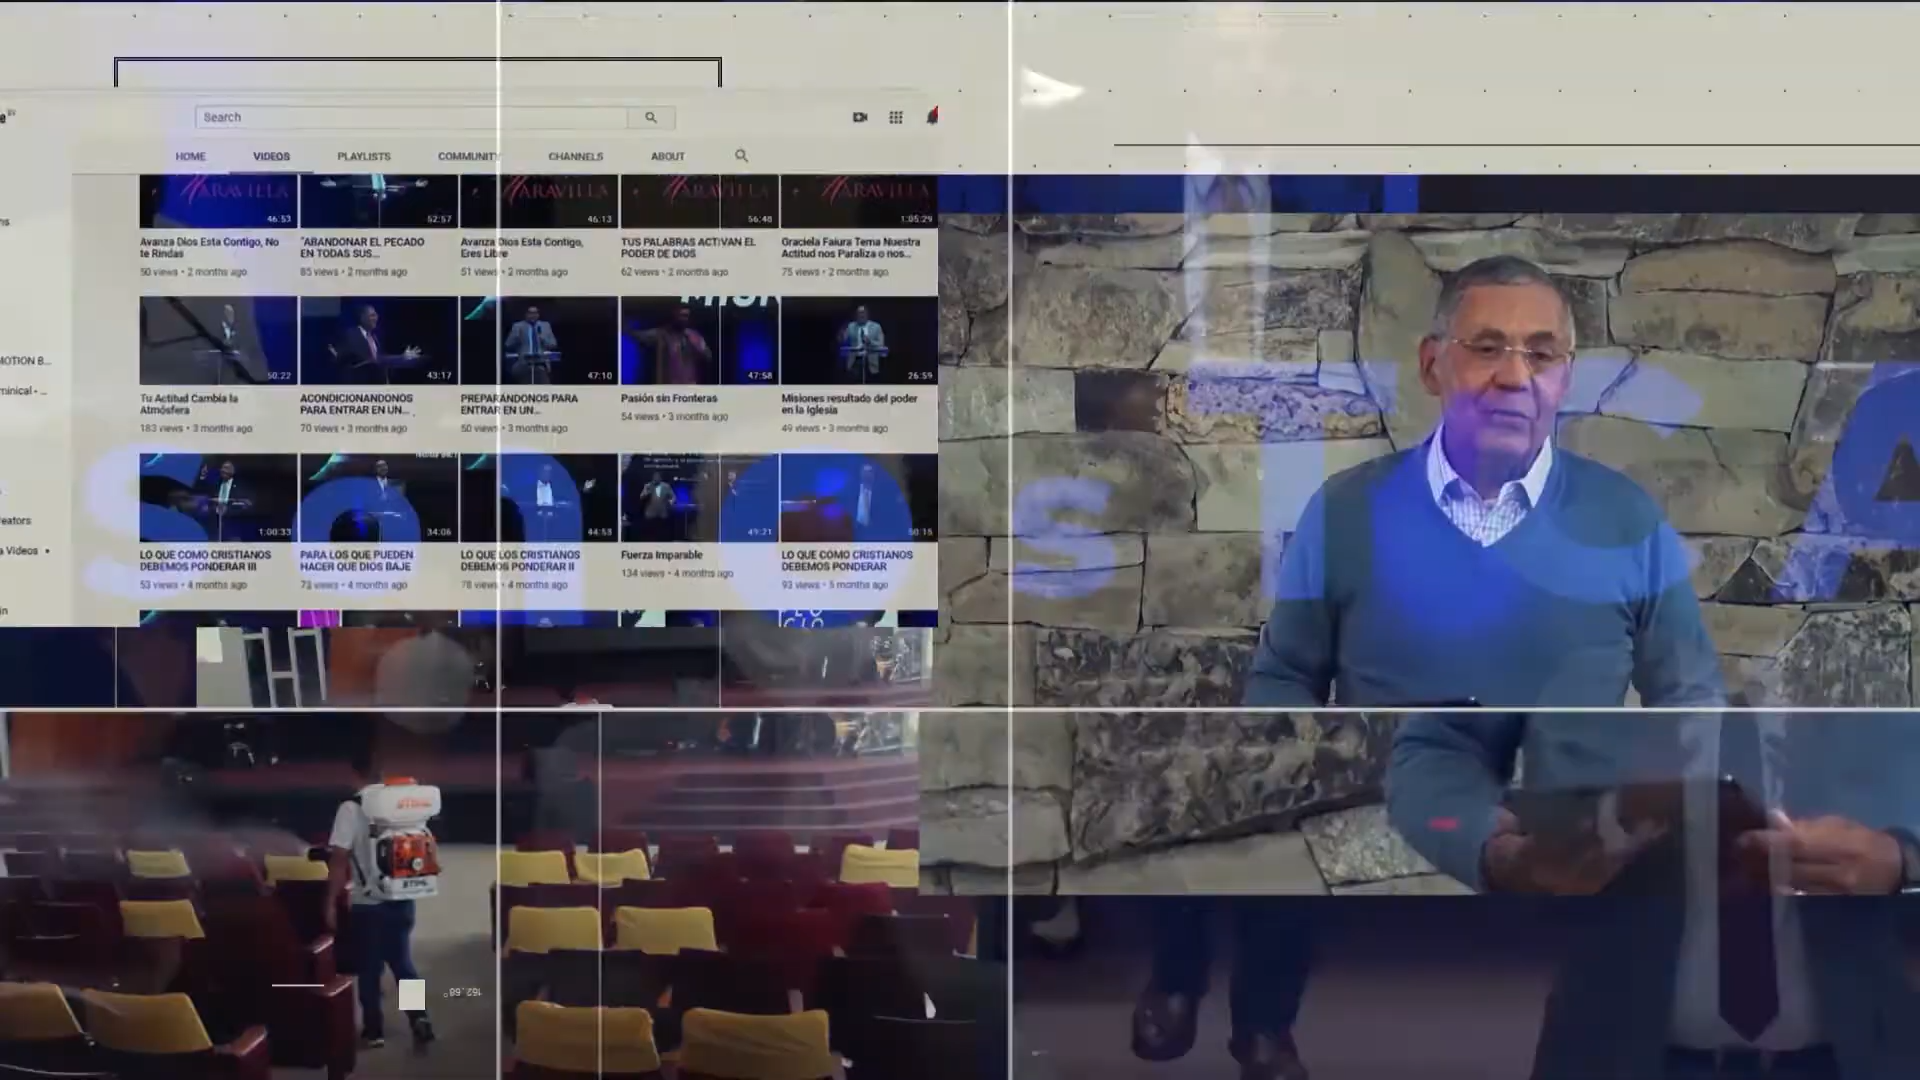 Search
HOME VIDEOS PLAYLISTS COMMUNITY CHANNELS ABOUT
MARAVILLA MARAVILLA MARAVILLA MARAVILLA
46:53 52:57 46:13 56:48 1:05:29
Avanza Dios Esta Contigo, No
te Rindas
50 views • 2 months ago
"ABANDONAR EL PECADO
EN TODAS SUS...
85 views • 2 months ago
Avanza Dios Esta Contigo,
Eres Libre
51 views • 2 months ago
TUS PALABRAS ACTIVAN EL
PODER DE DIOS
62 views • 2 months ago
Graciela Faiura Tema Nuestra
Actitud nos Paraliza o nos...
75 views • 2 months ago
50:22 43:17 47:10 47:58 26:59
MOTION B...
Tu Actitud Cambia la
Atmósfera
183 views • 3 months ago
ACONDICIONANDONOS
PARA ENTRAR EN UN...
70 views • 3 months ago
PREPARANDONOS PARA
ENTRAR EN UN...
50 views • 3 months ago
Pasión sin Fronteras
54 views • 3 months ago
Misiones resultado del poder
en la Iglesia
49 views • 3 months ago
1:00:33 34:06 44:53 49:21 50:15
LO QUE COMO CRISTIANOS
DEBEMOS PONDERAR III
53 views • 4 months ago
PARA LOS QUE PUEDEN
HACER QUE DIOS BAJE
73 views • 4 months ago
LO QUE LOS CRISTIANOS
DEBEMOS PONDERAR II
78 views • 4 months ago
Fuerza Imparable
134 views • 4 months ago
LO QUE COMO CRISTIANOS
DEBEMOS PONDERAR
93 views • 5 months ago
STIHL
STIHL
162.68°